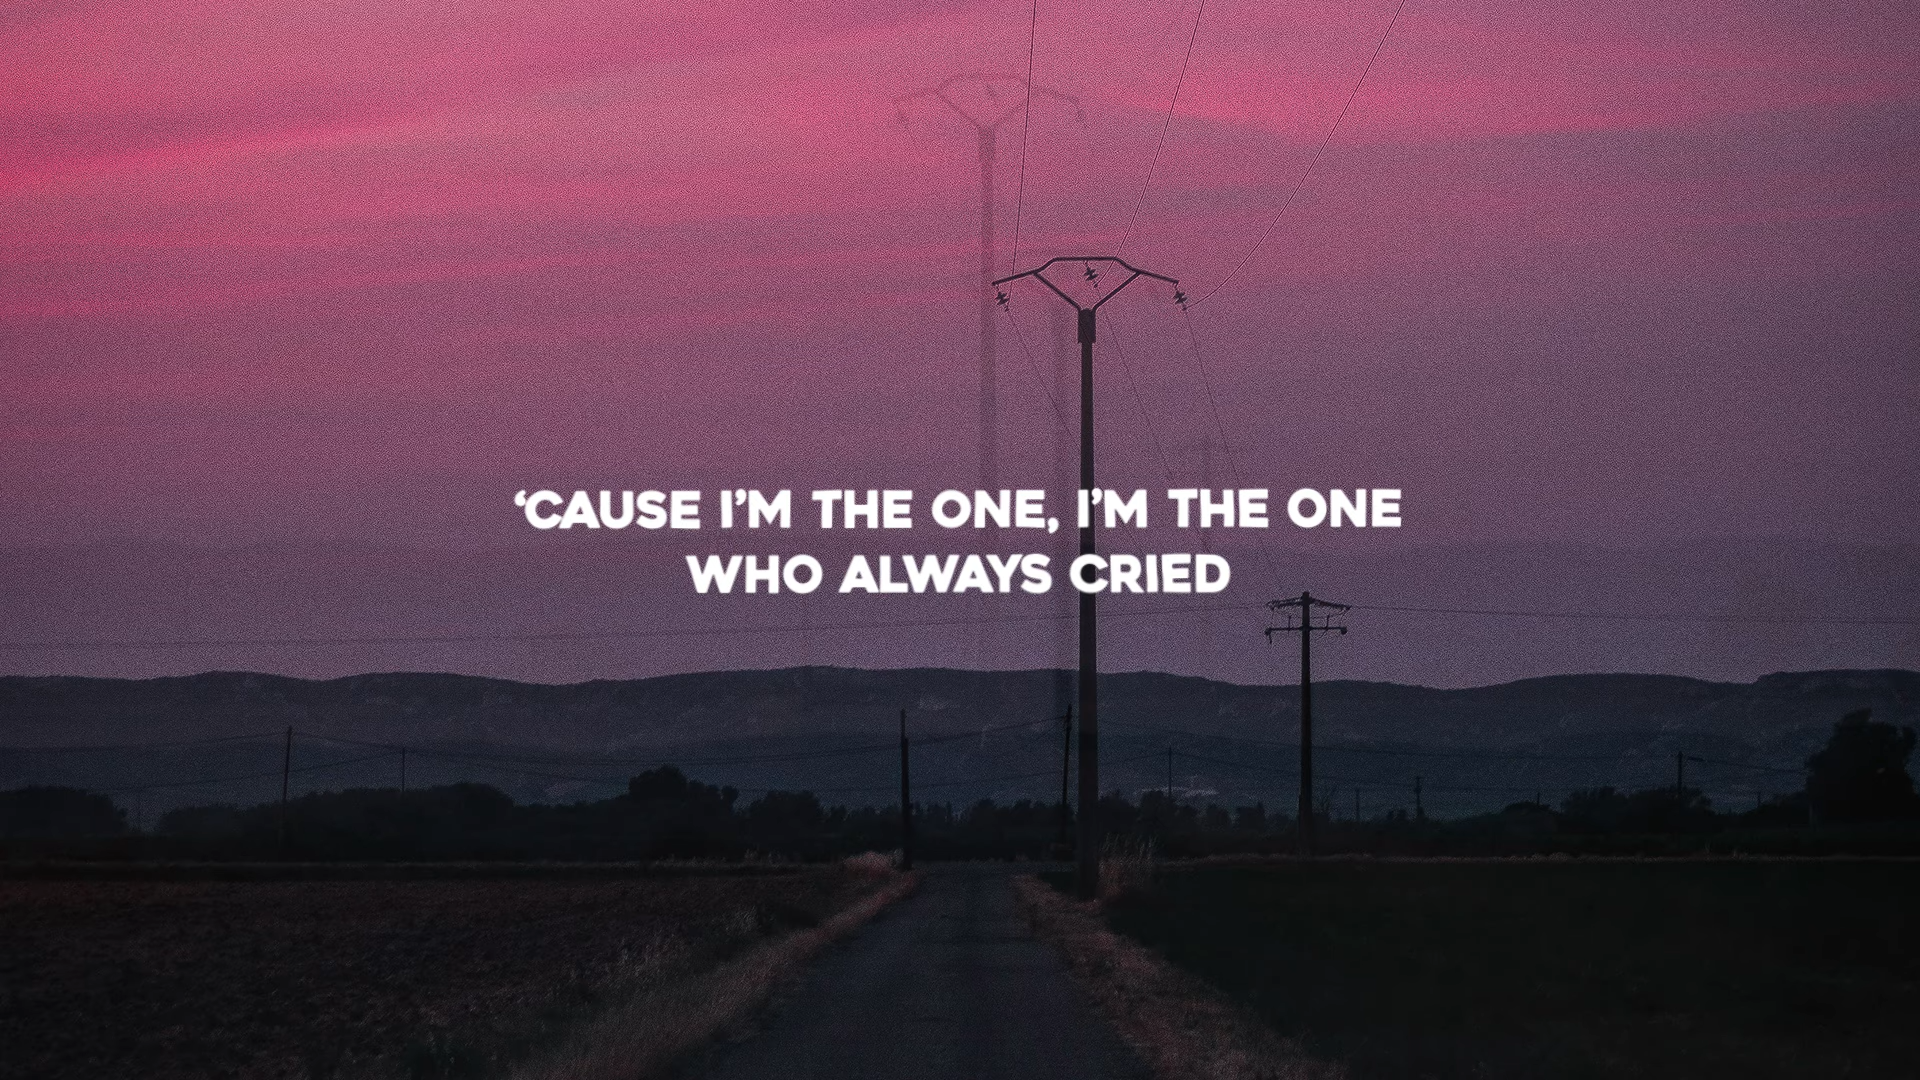 ‘CAUSE I’M THE ONE, I’M THE ONE
WHO ALWAYS CRIED